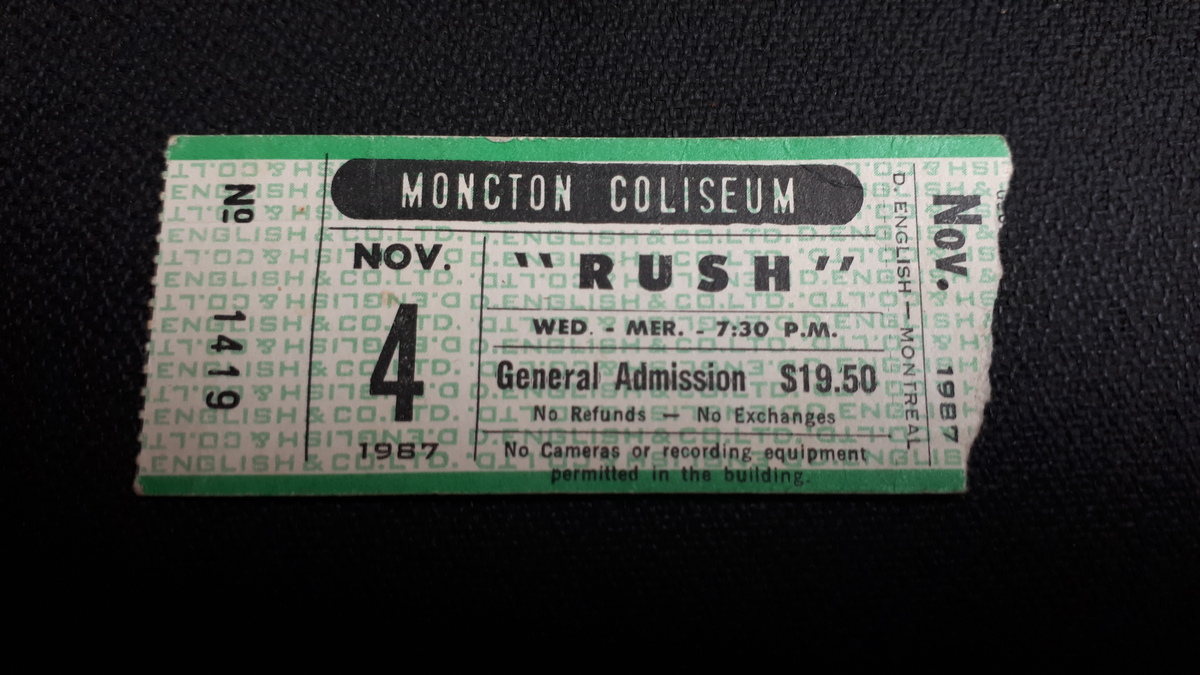 MONCTON COLISEUM
No 1419
NOV.
4
1987
"RUSH"
WED. - MER. - 7:30 P.M.
General Admission $19.50
No Refunds — No Exchanges
No Cameras or recording equipment
permitted in the building.
D. ENGLISH — MONTREAL
Nov. 1987